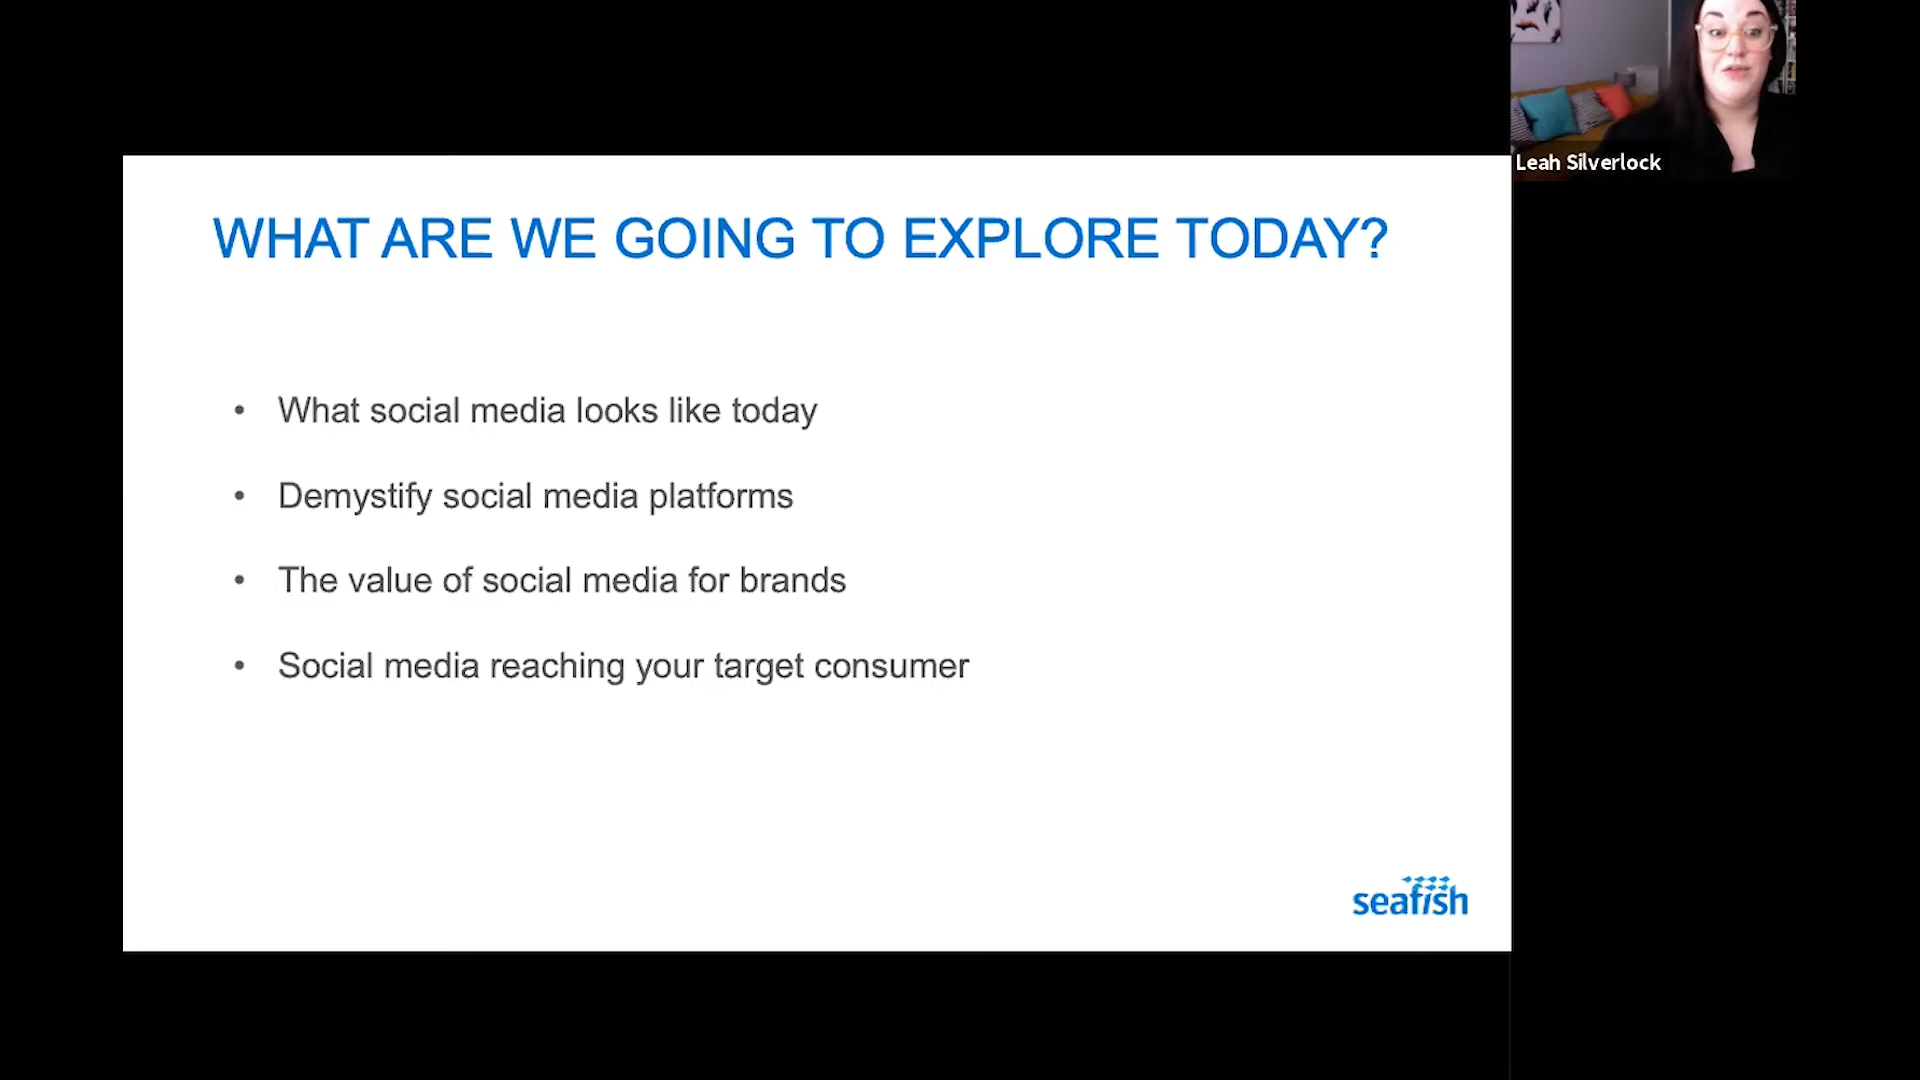 Leah Silverlock
WHAT ARE WE GOING TO EXPLORE TODAY?
• What social media looks like today
• Demystify social media platforms
• The value of social media for brands
• Social media reaching your target consumer
seafish